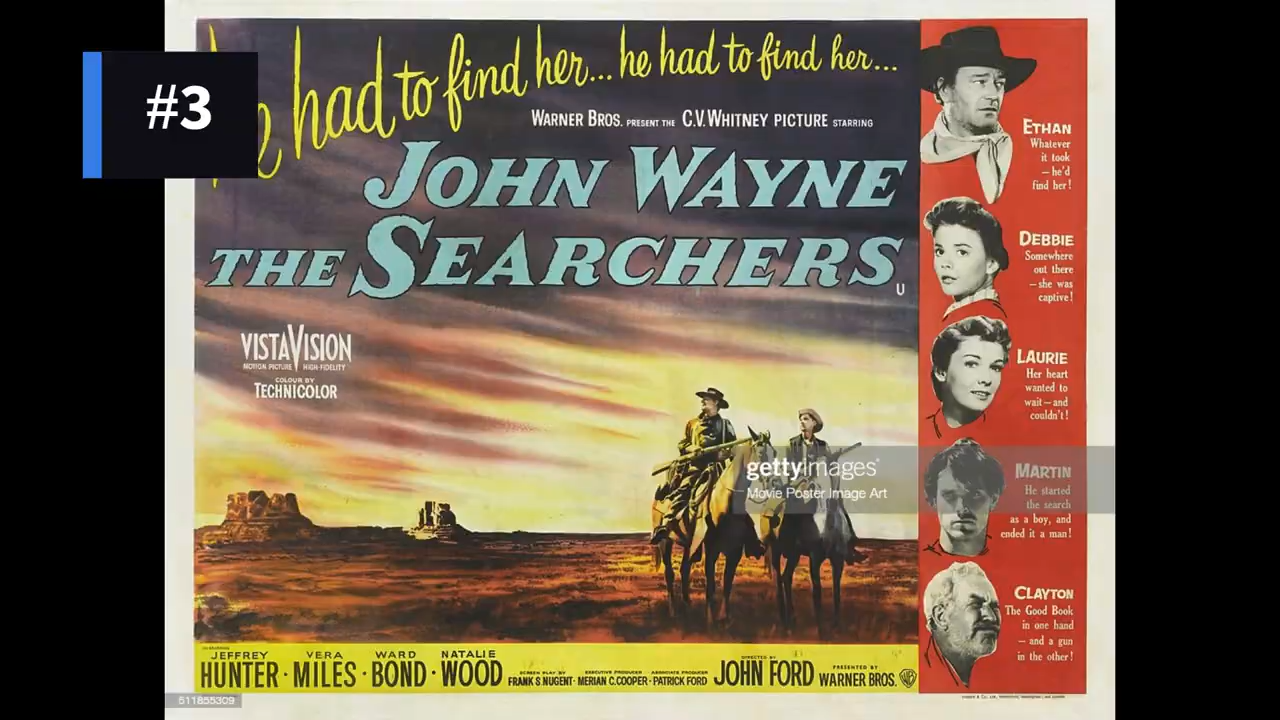 #3
he had to find her... he had to find her...
WARNER BROS. PRESENT THE C.V. WHITNEY PICTURE STARRING
JOHN WAYNE
THE SEARCHERS
U
VISTAVISION
MOTION PICTURE HIGH-FIDELITY
COLOUR BY
TECHNICOLOR
ETHAN
Whatever
it took
—he'd
find her!
DEBBIE
Somewhere
out there
—she was
captive!
LAURIE
Her heart
wanted to
wait—and
couldn't!
MARTIN
He started
the search
as a boy, and
ended it a man!
CLAYTON
The Good Book
in one hand
—and a gun
in the other!
gettyimages®
Movie Poster Image Art
JEFFREY HUNTER · VERA MILES · WARD BOND · NATALIE WOOD
SCREEN PLAY BY FRANK S. NUGENT · EXECUTIVE PRODUCER MERIAN C. COOPER · ASSOCIATE PRODUCER PATRICK FORD
DIRECTED BY JOHN FORD
PRESENTED BY WARNER BROS.
WB
511855309